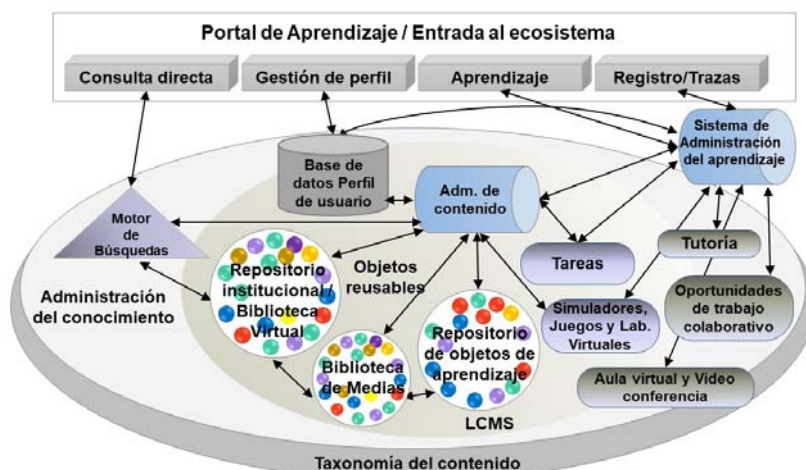 Portal de Aprendizaje / Entrada al ecosistema
Consulta directa
Gestión de perfil
Aprendizaje
Registro/Trazas
Sistema de
Administración
del aprendizaje
Base de
datos Perfil
de usuario
Adm. de
contenido
Motor
de
Búsquedas
Tareas
Tutoría
Repositorio
institucional /
Biblioteca
Virtual
Objetos
reusables
Administración
del conocimiento
Simuladores,
Juegos y Lab.
Virtuales
Oportunidades
de trabajo
colaborativo
Repositorio
de objetos de
aprendizaje
Biblioteca
de Medias
Aula virtual y Video
conferencia
LCMS
Taxonomía del contenido